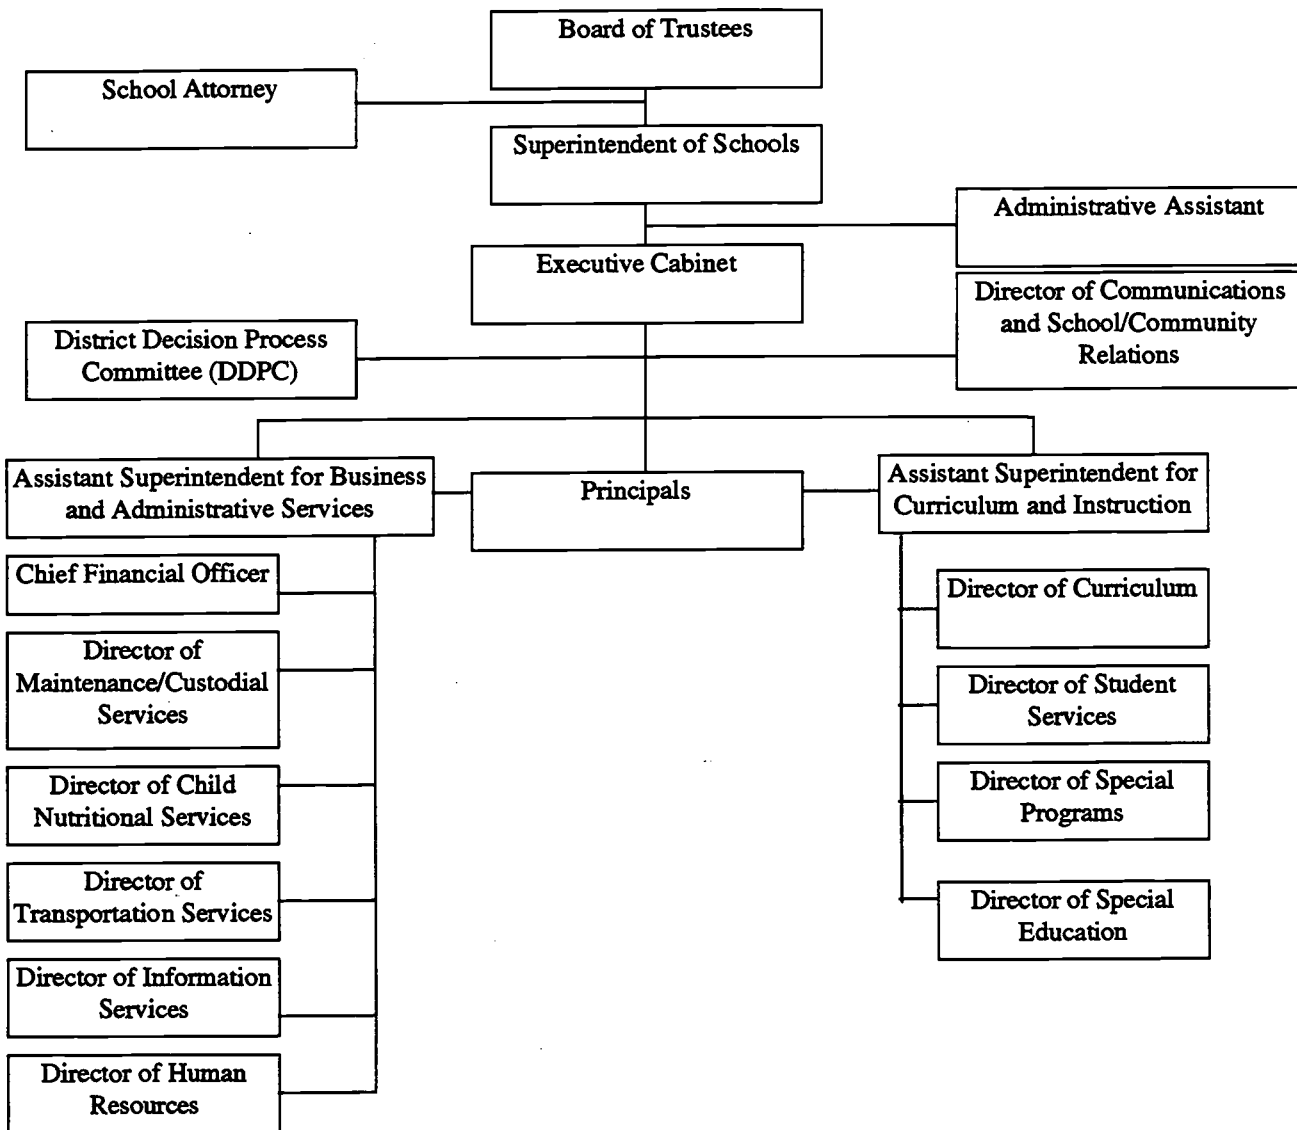 Board of Trustees
School Attorney
Superintendent of Schools
Administrative Assistant
Executive Cabinet
Director of Communications
and School/Community
Relations
District Decision Process
Committee (DDPC)
Assistant Superintendent for Business
and Administrative Services
Principals
Assistant Superintendent for
Curriculum and Instruction
Chief Financial Officer
Director of
Maintenance/Custodial
Services
Director of Child
Nutritional Services
Director of
Transportation Services
Director of Information
Services
Director of Human
Resources
Director of Curriculum
Director of Student
Services
Director of Special
Programs
Director of Special
Education